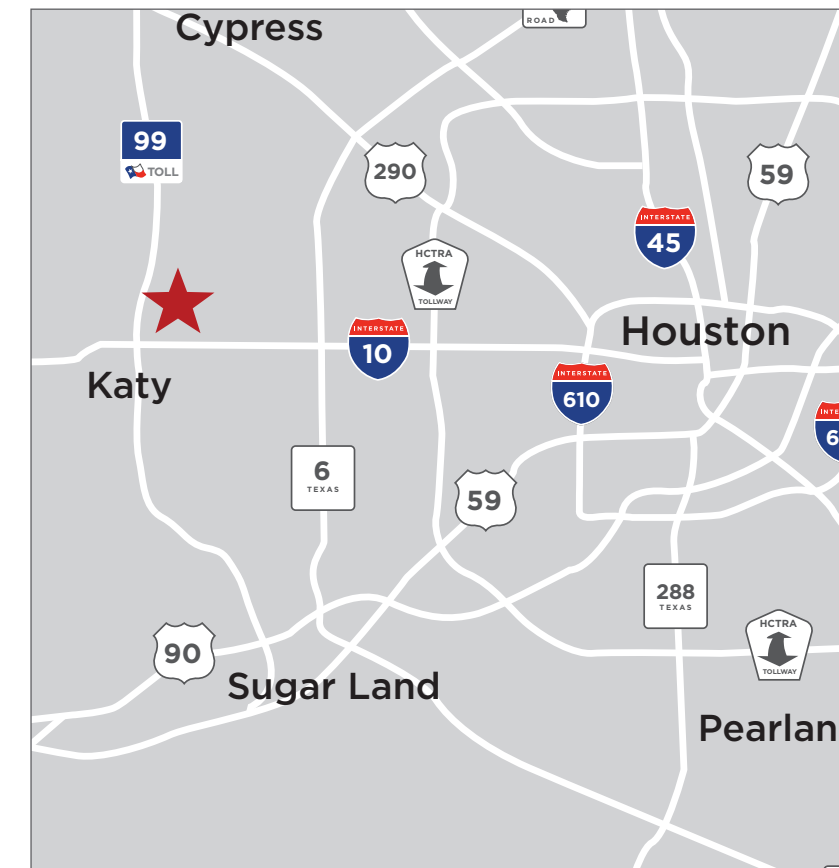 ROAD
Cypress
99
TOLL
290
59
INTERSTATE
45
HCTRA
TOLLWAY
INTERSTATE
10
Houston
Katy
INTERSTATE
610
6
TEXAS
59
288
TEXAS
90
HCTRA
TOLLWAY
Sugar Land